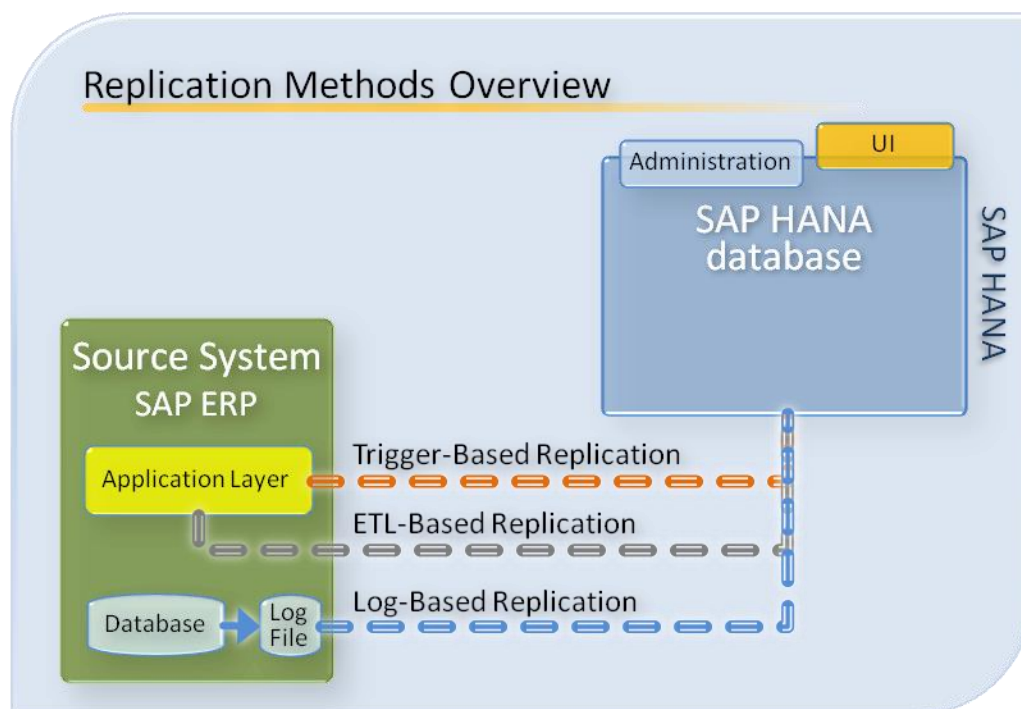 Replication Methods Overview
Administration
UI
SAP HANA
database
SAP HANA
Source System
SAP ERP
Application Layer
Trigger-Based Replication
ETL-Based Replication
Log-Based Replication
Database
Log
File